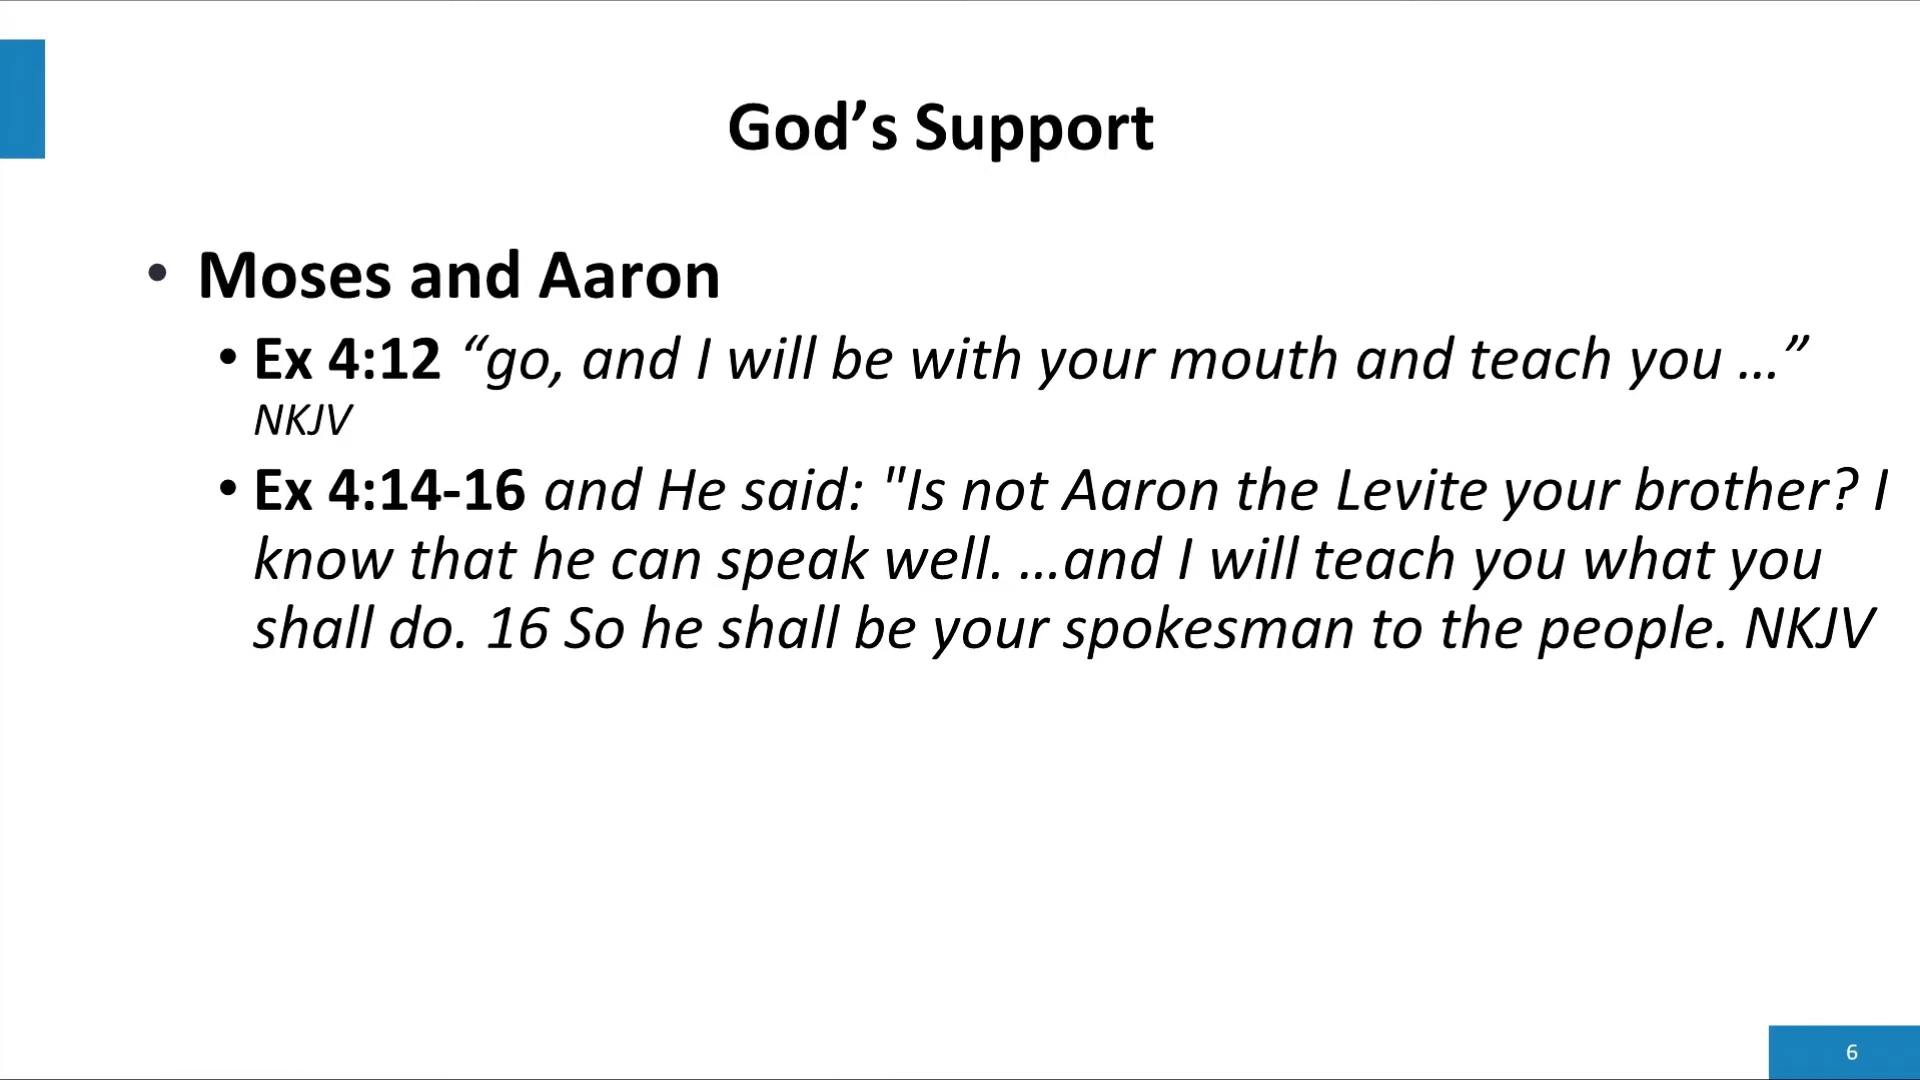 God’s Support
• Moses and Aaron
• Ex 4:12 “go, and I will be with your mouth and teach you …”
NKJV
• Ex 4:14-16 and He said: "Is not Aaron the Levite your brother? I
know that he can speak well. …and I will teach you what you
shall do. 16 So he shall be your spokesman to the people. NKJV
6